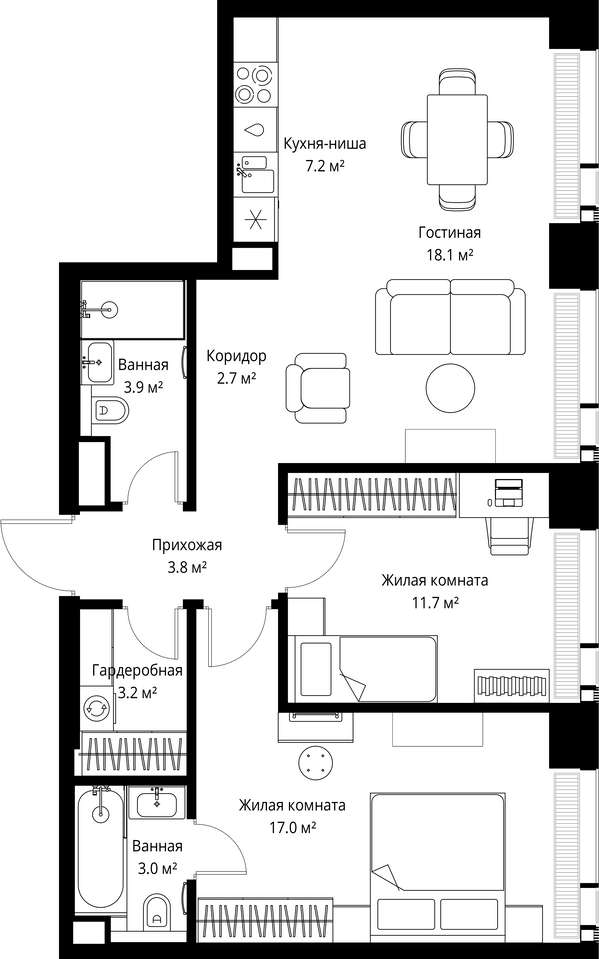 Кухня-ниша
7.2 м²
Гостиная
18.1 м²
Коридор
2.7 м²
Ванная
3.9 м²
Прихожая
3.8 м²
Жилая комната
11.7 м²
Гардеробная
3.2 м²
Жилая комната
17.0 м²
Ванная
3.0 м²